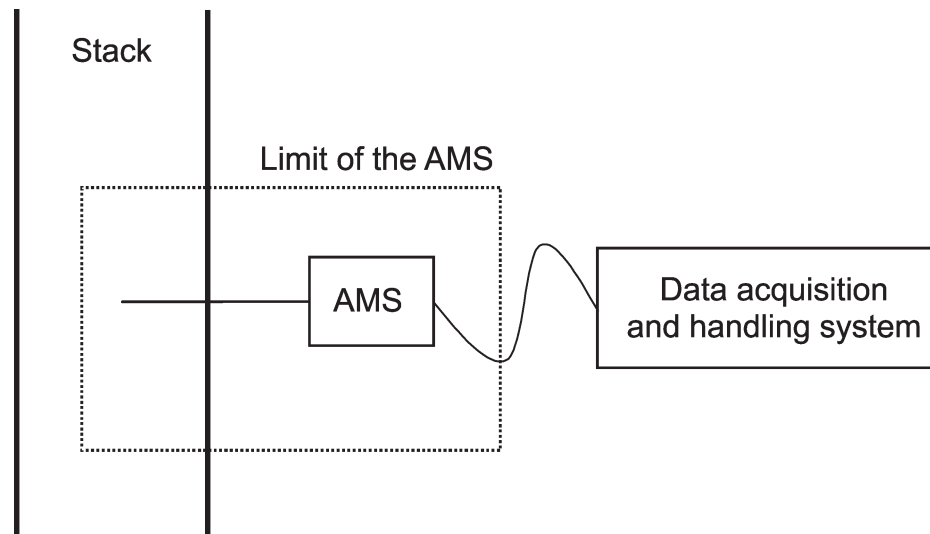 Stack
Limit of the AMS
AMS
Data acquisition
and handling system